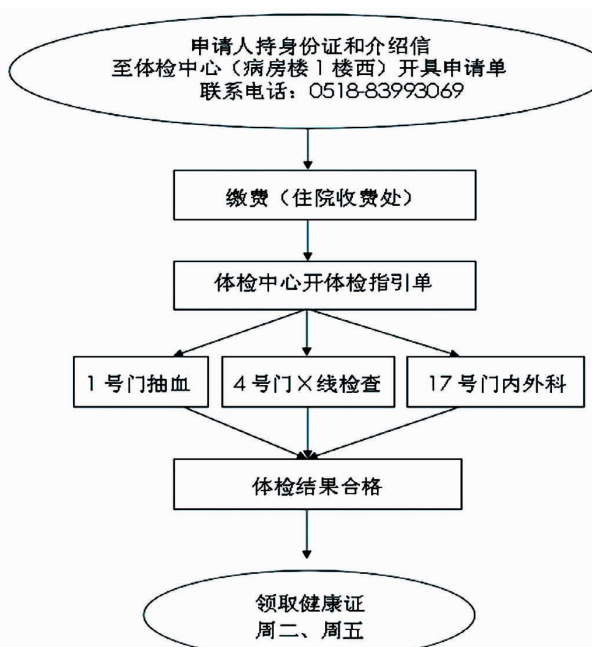 申请人持身份证和介绍信
至体检中心（病房楼1楼西）开具申请单
联系电话：0518-83993069
缴费（住院收费处）
体检中心开体检指引单
1号门抽血
4号门X线检查
17号门内外科
体检结果合格
领取健康证
周二、周五